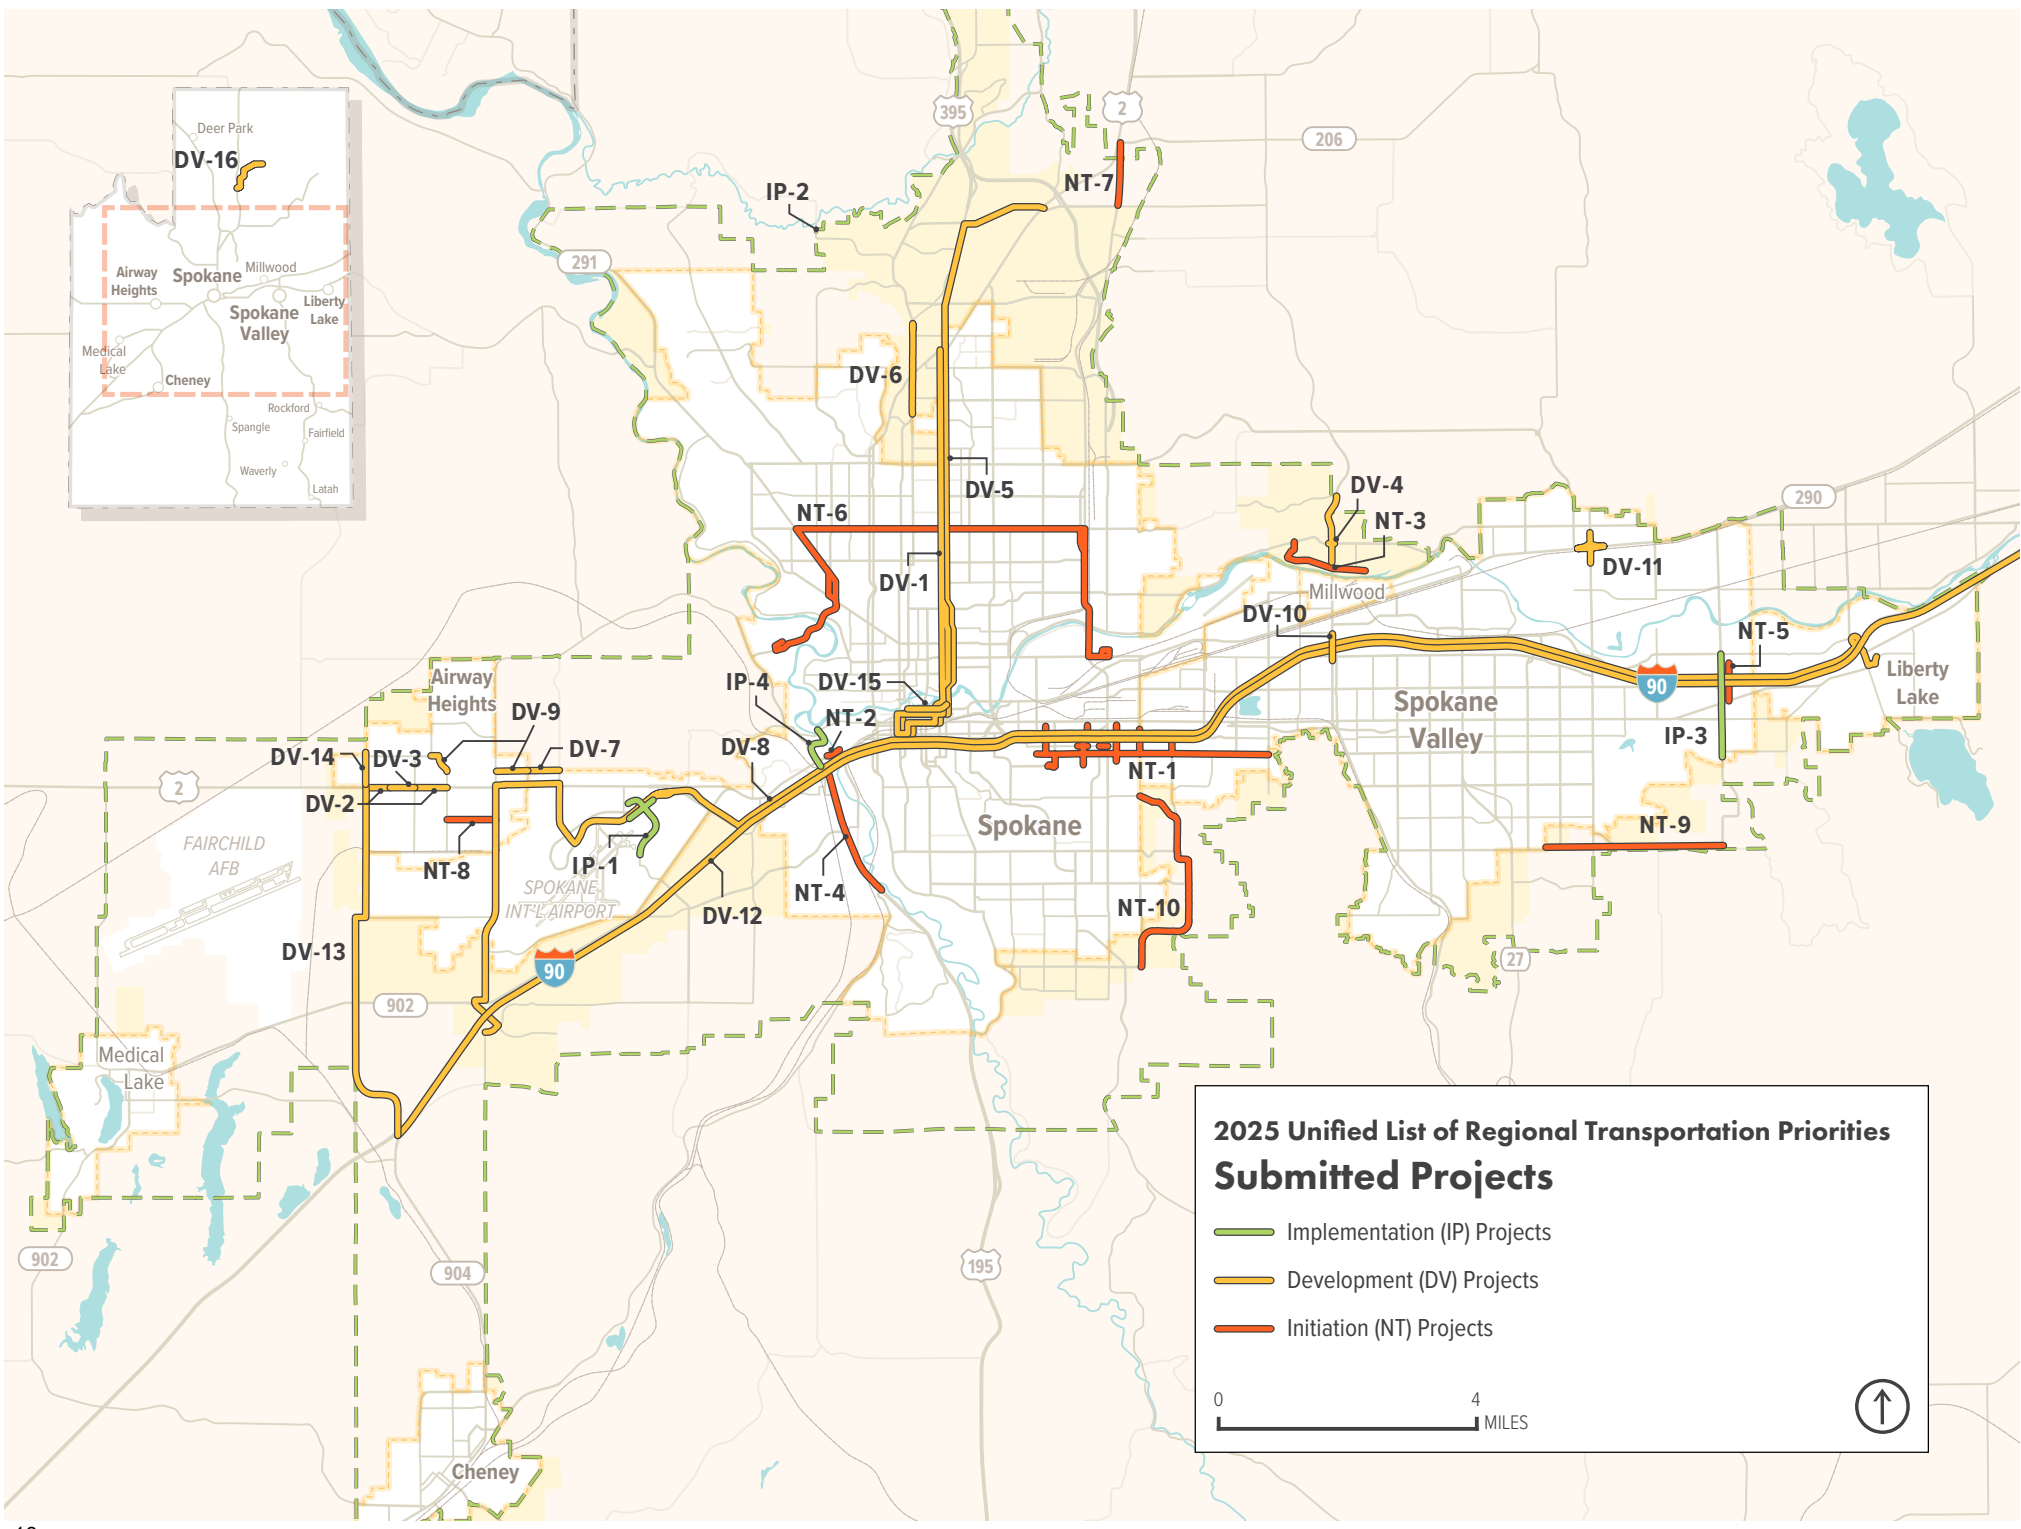 395
2
206
Deer Park
DV-16
NT-7
IP-2
291
Airway
Heights
Spokane
Millwood
Spokane
Valley
Liberty
Lake
Medical
Lake
Cheney
Rockford
Spangle
Fairfield
Waverly
Latah
DV-6
DV-5
NT-6
DV-4
NT-3
290
DV-1
DV-11
Millwood
DV-10
NT-5
Airway
Heights
IP-4
DV-15
Liberty
Lake
90
NT-2
DV-9
Spokane
Valley
IP-3
DV-14
DV-3
DV-7
DV-8
NT-1
2
DV-2
FAIRCHILD
AFB
NT-8
IP-1
SPOKANE
INT'L AIRPORT
NT-4
Spokane
NT-9
DV-12
NT-10
DV-13
90
27
902
Medical
Lake
902
904
195
Cheney
2025 Unified List of Regional Transportation Priorities
Submitted Projects
Implementation (IP) Projects
Development (DV) Projects
Initiation (NT) Projects
0
4
MILES